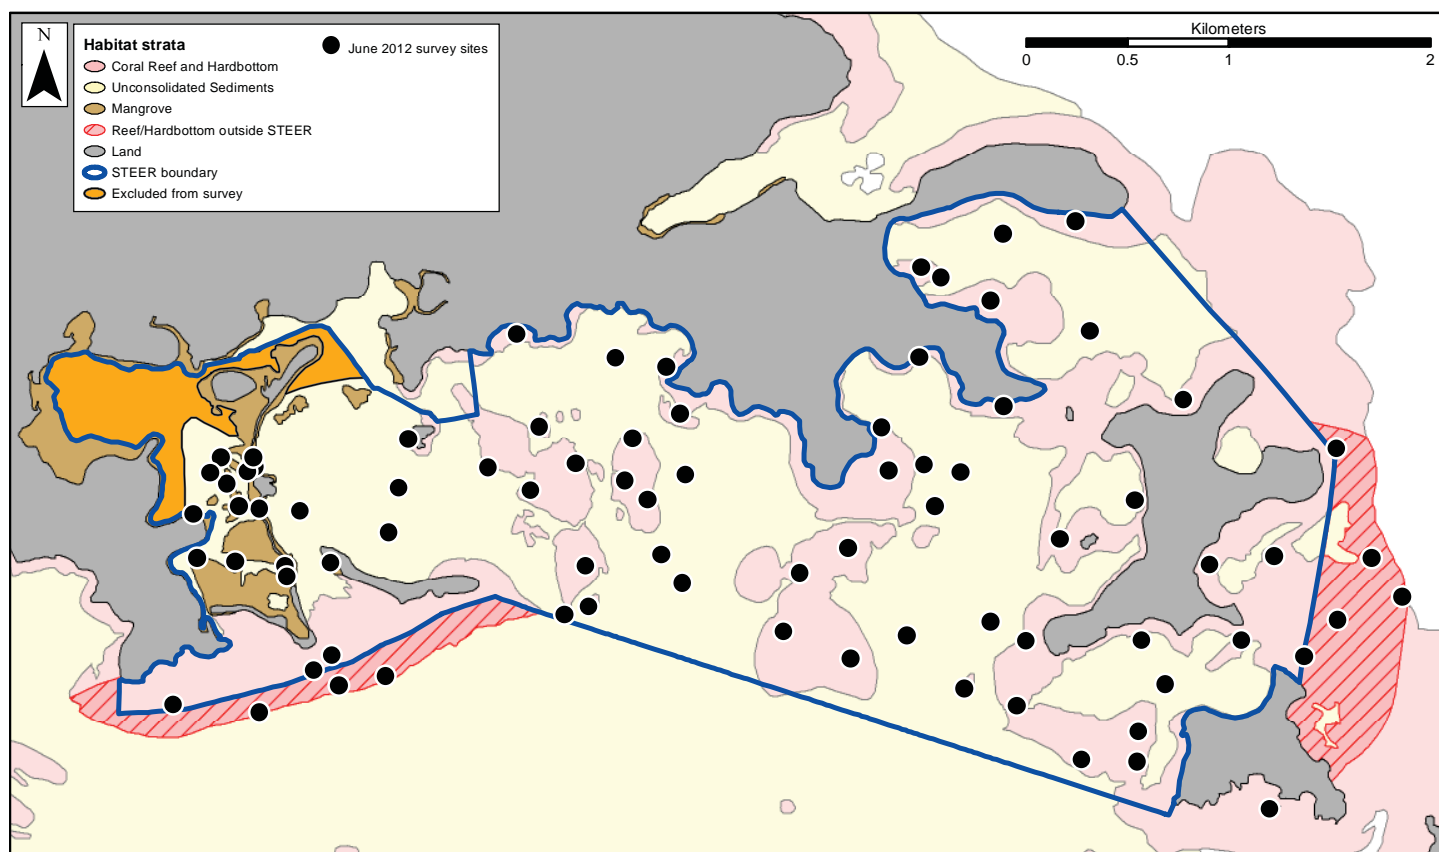 N
Habitat strata
June 2012 survey sites
Coral Reef and Hardbottom
Unconsolidated Sediments
Mangrove
Reef/Hardbottom outside STEER
Land
STEER boundary
Excluded from survey
Kilometers
0 0.5 1 2